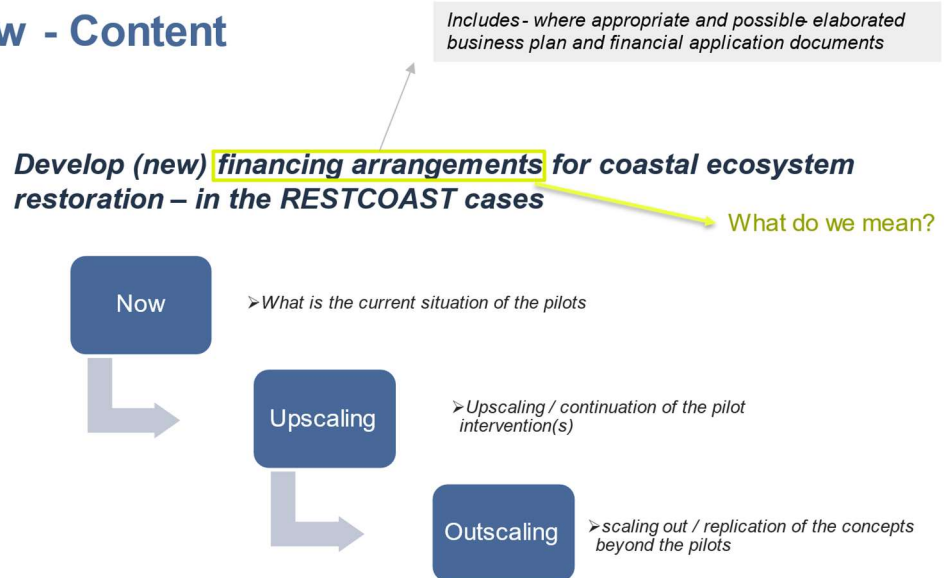 w - Content
Includes - where appropriate and possible- elaborated
business plan and financial application documents
Develop (new) financing arrangements for coastal ecosystem
restoration – in the RESTCOAST cases
What do we mean?
Now
➢What is the current situation of the pilots
Upscaling
➢Upscaling / continuation of the pilot
intervention(s)
Outscaling
➢scaling out / replication of the concepts
beyond the pilots